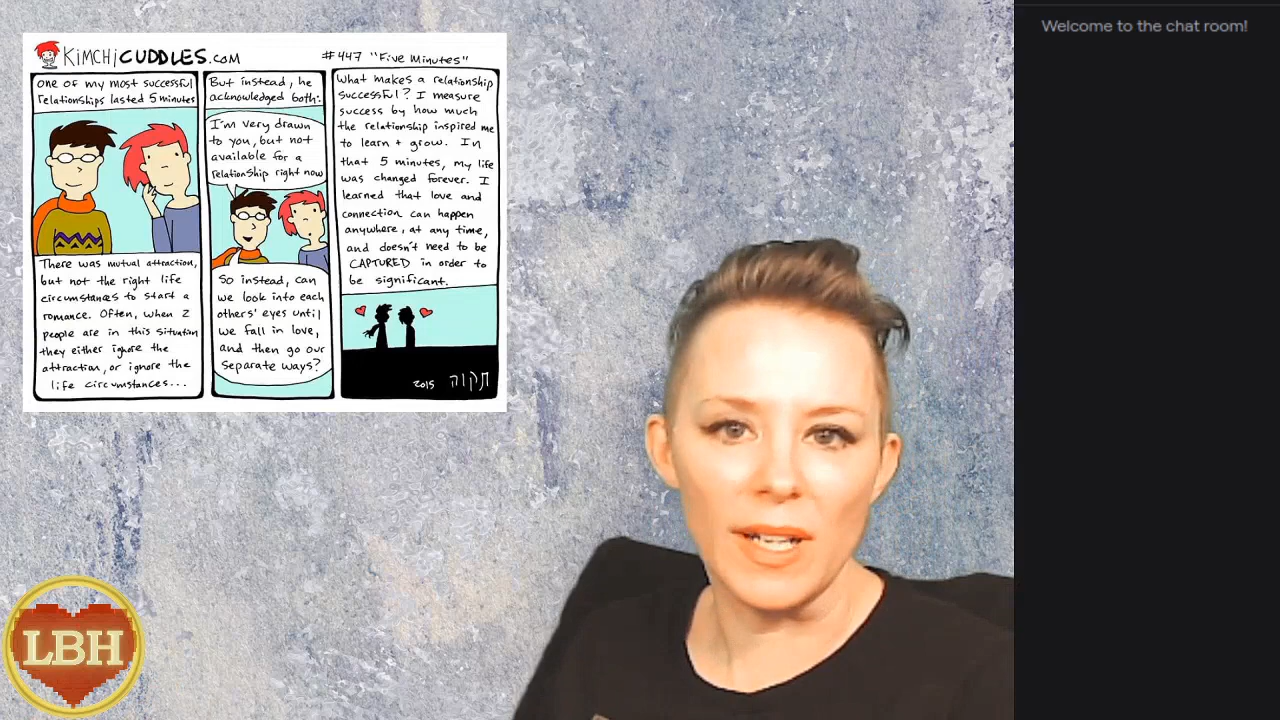 KIMCHICUDDLES.COM
#447 "Five Minutes"
One of my most successful
relationships lasted 5 minutes
There was mutual attraction,
but not the right life
circumstances to start a
romance. Often, when 2
people are in this situation
they either ignore the
attraction, or ignore the
life circumstances...
But instead, he
acknowledged both:
I'm very drawn
to you, but not
available for a
relationship right now
So instead, can
we look into each
others' eyes until
we fall in love,
and then go our
separate ways?
What makes a relationship
successful? I measure
success by how much
the relationship inspired me
to learn + grow. In
that 5 minutes, my life
was changed forever. I
learned that love and
connection can happen
anywhere, at any time,
and doesn't need to be
CAPTURED in order to
be significant.
2015 תקוה
LBH
Welcome to the chat room!